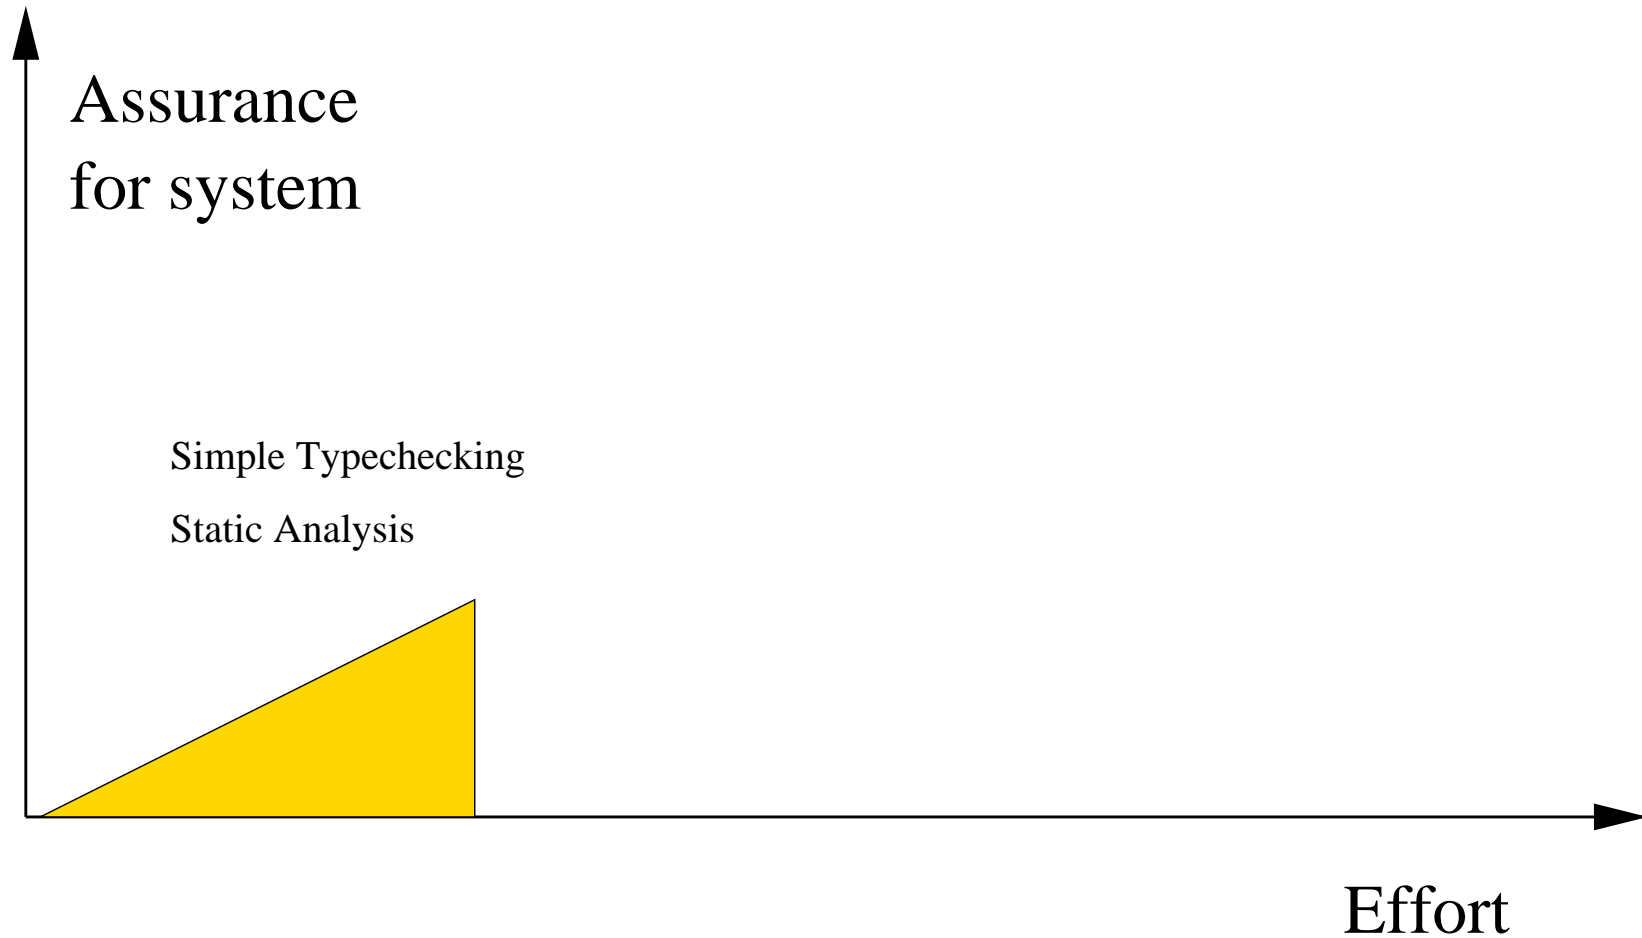 Assurance
for system
Simple Typechecking
Static Analysis
Effort